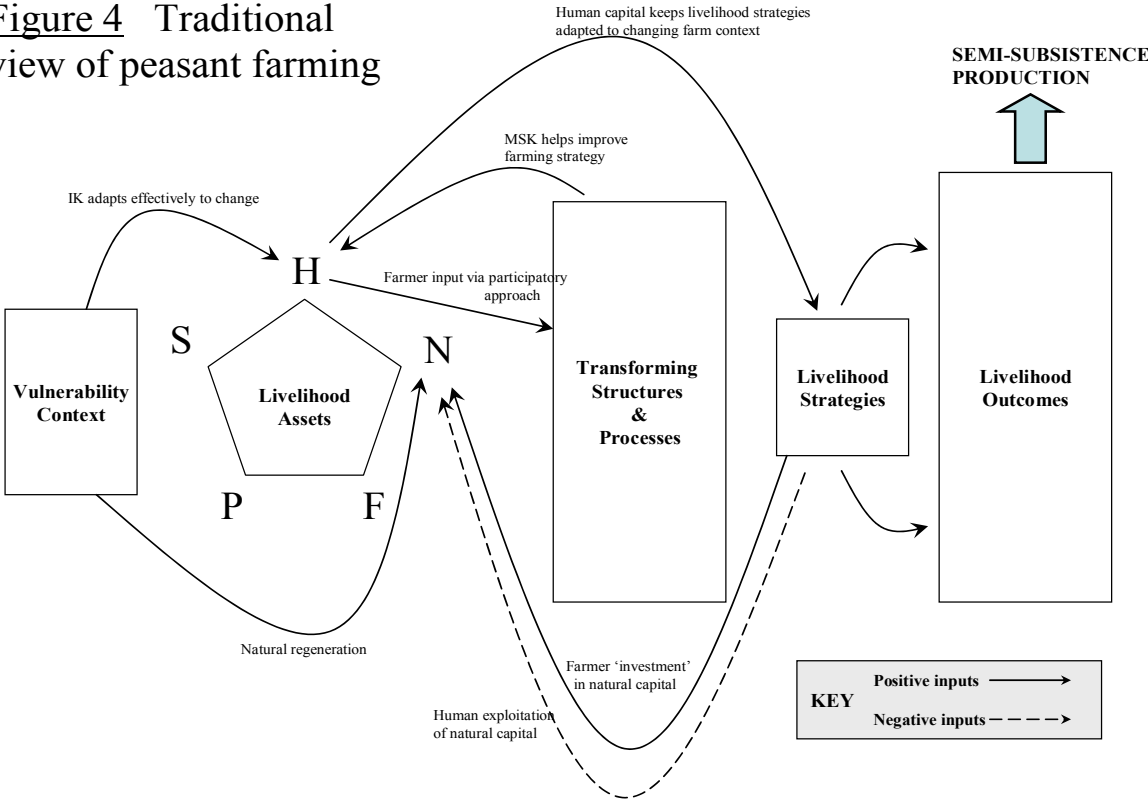 Figure 4 Traditional
view of peasant farming
Human capital keeps livelihood strategies
adapted to changing farm context
SEMI-SUBSISTENCE
PRODUCTION
MSK helps improve
farming strategy
IK adapts effectively to change
H
Farmer input via participatory
approach
S
N
Vulnerability
Context
Livelihood
Assets
Transforming
Structures
&
Processes
Livelihood
Strategies
Livelihood
Outcomes
P
F
Natural regeneration
Farmer ‘investment’
in natural capital
Human exploitation
of natural capital
KEY
Positive inputs
Negative inputs